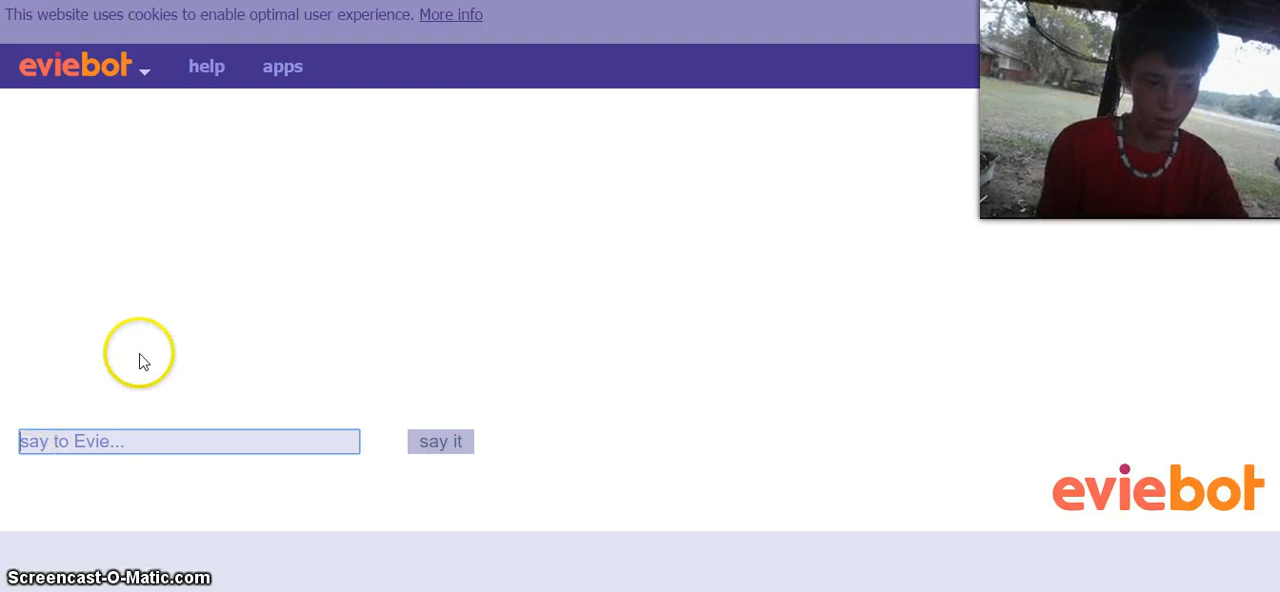 This website uses cookies to enable optimal user experience. More info
eviebot help apps
say to Evie... say it
eviebot
Screencast-O-Matic.com